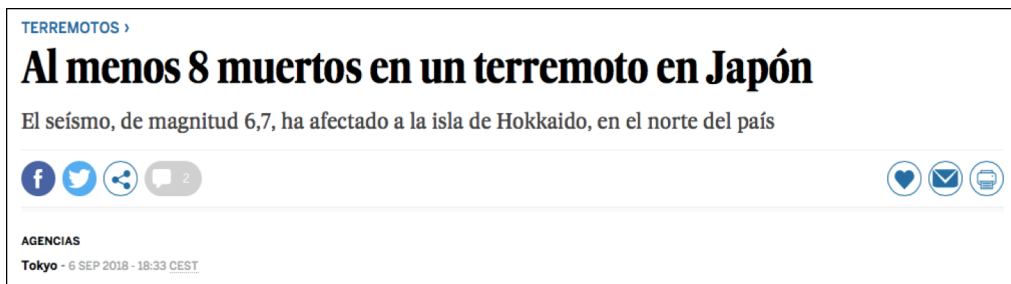 TERREMOTOS ›
Al menos 8 muertos en un terremoto en Japón
El seísmo, de magnitud 6,7, ha afectado a la isla de Hokkaido, en el norte del país
2
AGENCIAS
Tokyo - 6 SEP 2018 - 18:33 CEST